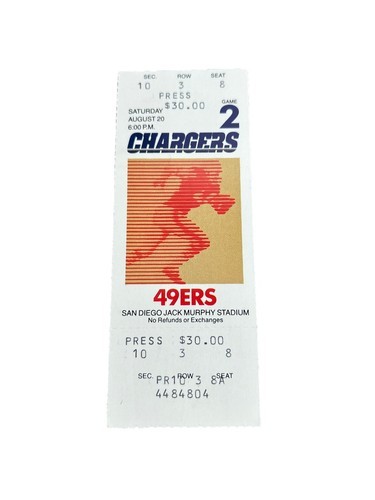 SEC. ROW SEAT
10 3 8
PRESS
$30.00
GAME
2
SATURDAY
AUGUST 20
6:00 P.M.
CHARGERS
49ERS
SAN DIEGO JACK MURPHY STADIUM
No Refunds or Exchanges
PRESS $30.00
10 3 8
SEC. ROW SEAT
PR10 3 8A
4484804